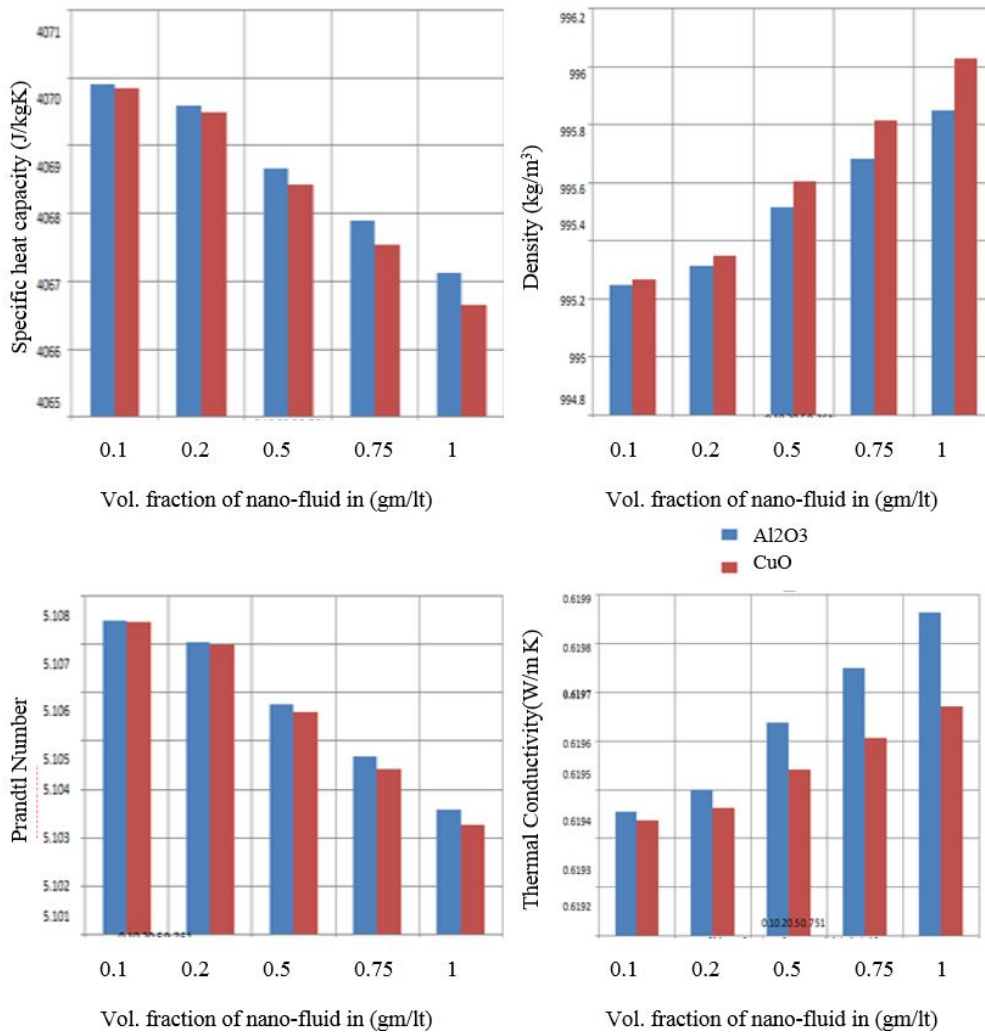 Specific heat capacity (J/kgK)
4071
4070
4069
4068
4067
4066
4065
0.1 0.2 0.5 0.75 1
Vol. fraction of nano-fluid in (gm/lt)
Density (kg/m³)
996.2
996
995.8
995.6
995.4
995.2
995
994.8
0.1 0.2 0.5 0.75 1
Vol. fraction of nano-fluid in (gm/lt)
Al2O3
CuO
Prandtl Number
5.108
5.107
5.106
5.105
5.104
5.103
5.102
5.101
0.1 0.2 0.5 0.75 1
Vol. fraction of nano-fluid in (gm/lt)
Thermal Conductivity(W/m K)
0.6199
0.6198
0.6197
0.6196
0.6195
0.6194
0.6193
0.6192
0.10.20.50.751
0.1 0.2 0.5 0.75 1
Vol. fraction of nano-fluid in (gm/lt)